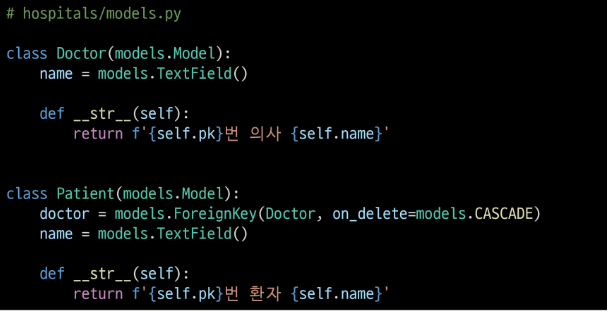 # hospitals/models.py
class Doctor(models.Model):
    name = models.TextField()
    def __str__(self):
        return f'{self.pk}번 의사 {self.name}'
class Patient(models.Model):
    doctor = models.ForeignKey(Doctor, on_delete=models.CASCADE)
    name = models.TextField()
    def __str__(self):
        return f'{self.pk}번 환자 {self.name}'